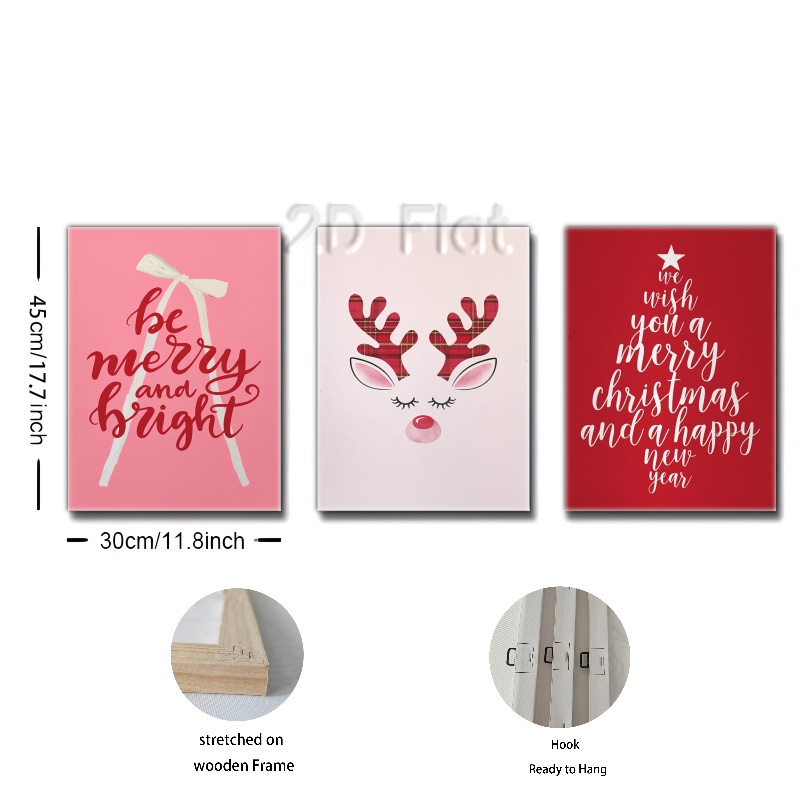 2.D Flat
45cm/17.7inch
be
merry
and
bright
we
wish
you a
merry
christmas
and a happy
new
year
30cm/11.8inch
stretched on
wooden Frame
Hook
Ready to Hang